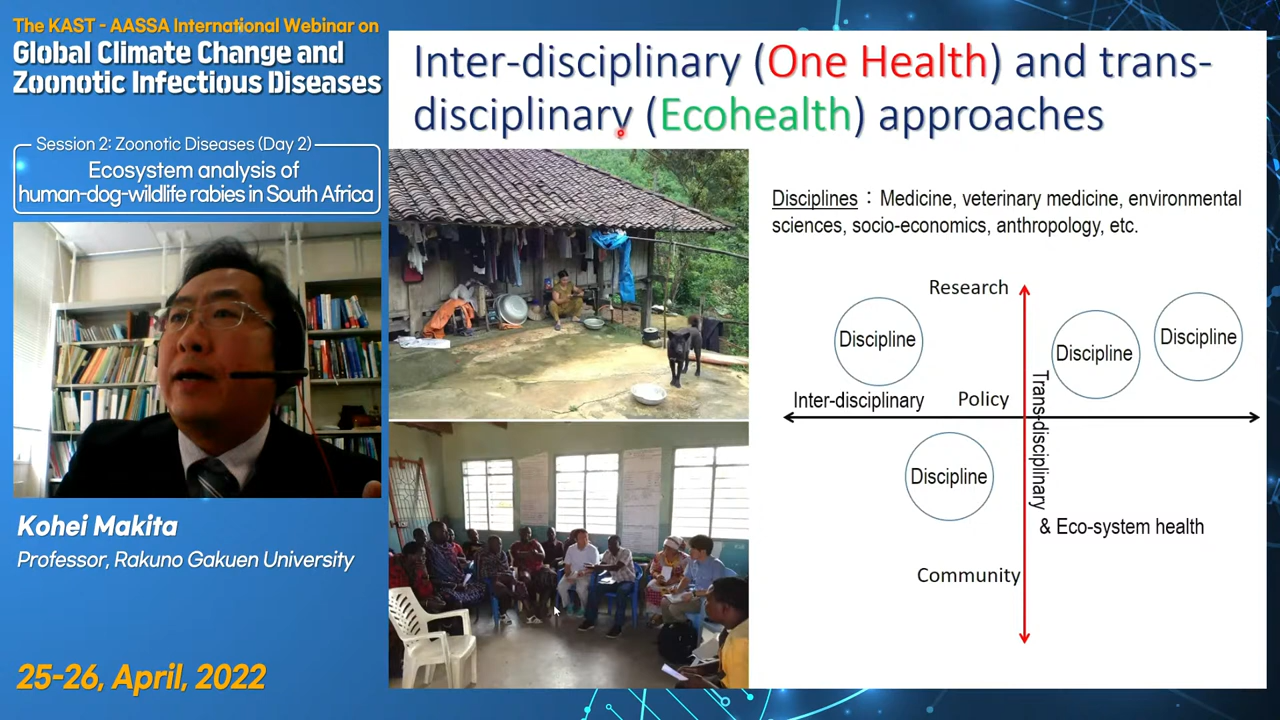 The KAST - AASSA International Webinar on
Global Climate Change and
Zoonotic Infectious Diseases
Session 2: Zoonotic Diseases (Day 2)
Ecosystem analysis of
human-dog-wildlife rabies in South Africa
Kohei Makita
Professor, Rakuno Gakuen University
25-26, April, 2022
Inter-disciplinary (One Health) and trans-
disciplinary (Ecohealth) approaches
Disciplines： Medicine, veterinary medicine, environmental
sciences, socio-economics, anthropology, etc.
Research
Discipline
Discipline
Discipline
Inter-disciplinary
Policy
Trans-disciplinary
Discipline
& Eco-system health
Community